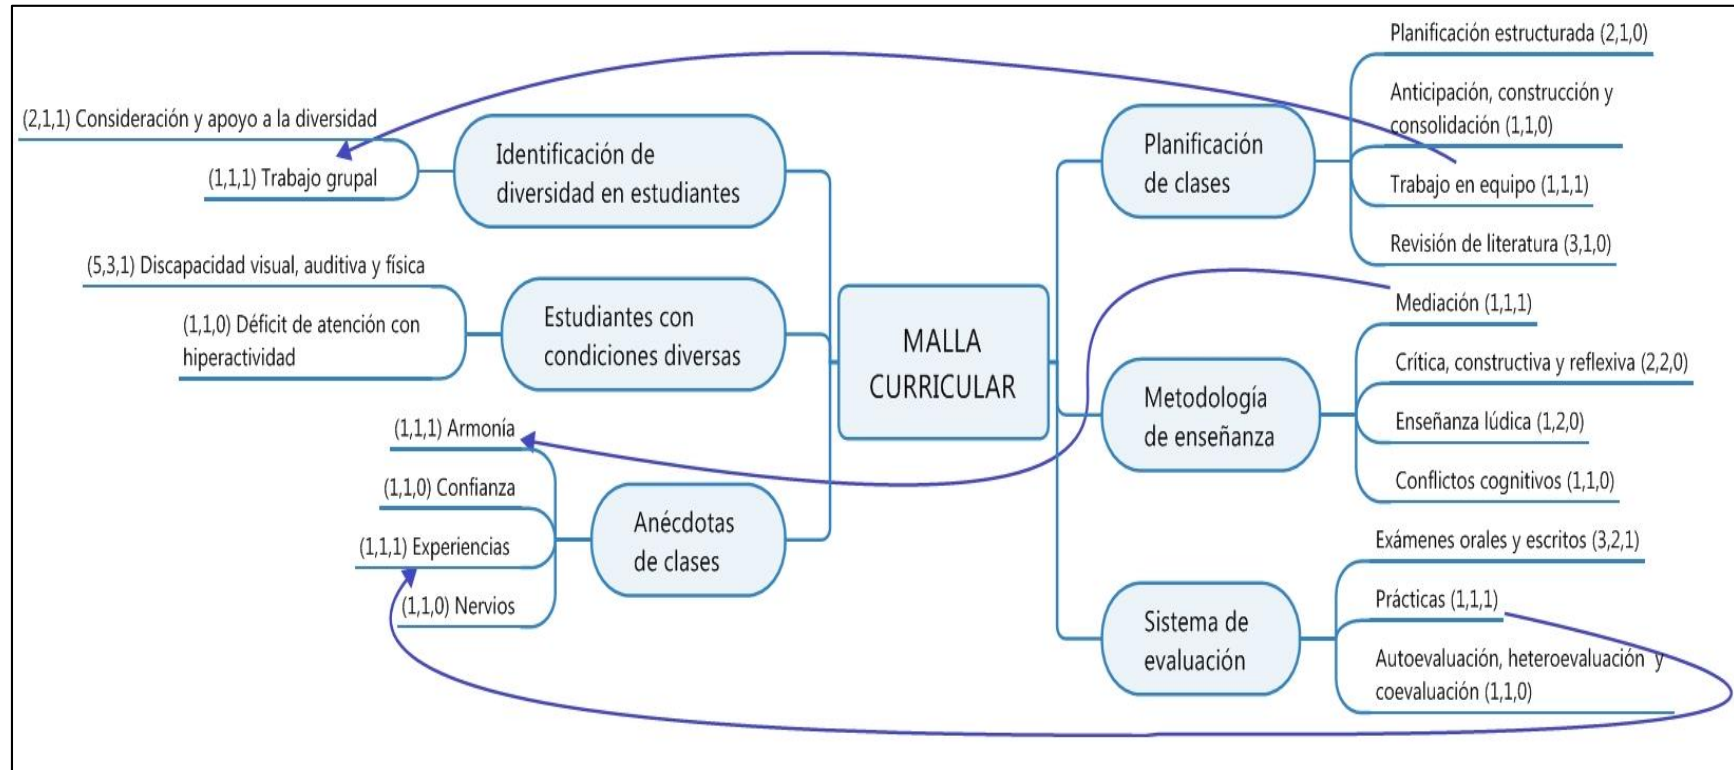 (2,1,1) Consideración y apoyo a la diversidad
(1,1,1) Trabajo grupal
Identificación de
diversidad en estudiantes
(5,3,1) Discapacidad visual, auditiva y física
(1,1,0) Déficit de atención con
hiperactividad
Estudiantes con
condiciones diversas
(1,1,1) Armonía
(1,1,0) Confianza
(1,1,1) Experiencias
(1,1,0) Nervios
Anécdotas
de clases
MALLA
CURRICULAR
Planificación
de clases
Planificación estructurada (2,1,0)
Anticipación, construcción y
consolidación (1,1,0)
Trabajo en equipo (1,1,1)
Revisión de literatura (3,1,0)
Metodología
de enseñanza
Mediación (1,1,1)
Crítica, constructiva y reflexiva (2,2,0)
Enseñanza lúdica (1,2,0)
Conflictos cognitivos (1,1,0)
Sistema de
evaluación
Exámenes orales y escritos (3,2,1)
Prácticas (1,1,1)
Autoevaluación, heteroevaluación y
coevaluación (1,1,0)